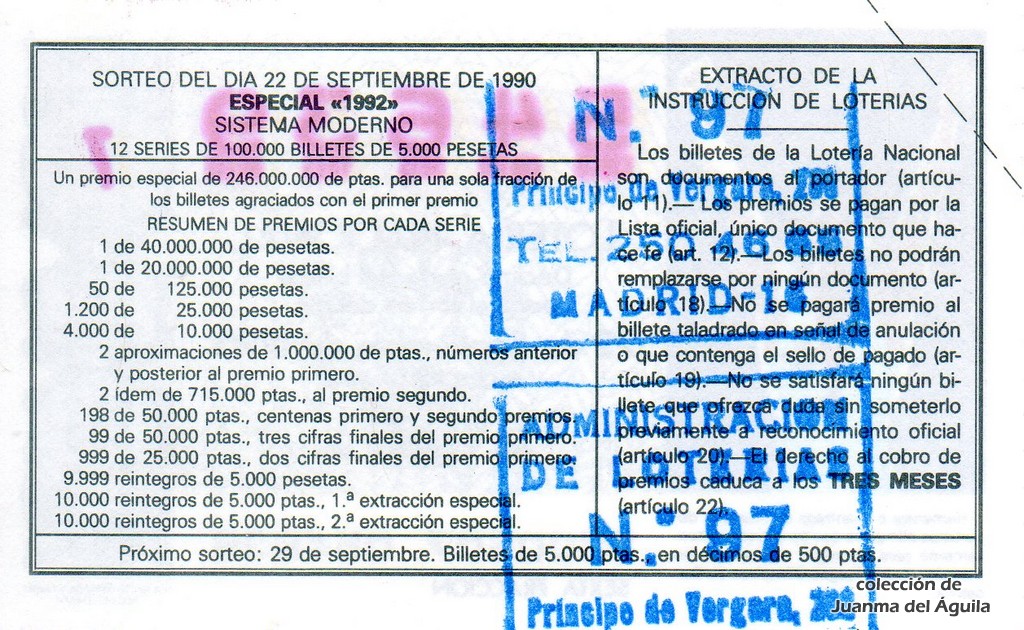 SORTEO DEL DIA 22 DE SEPTIEMBRE DE 1990
ESPECIAL «1992»
SISTEMA MODERNO
12 SERIES DE 100.000 BILLETES DE 5.000 PESETAS
Un premio especial de 246.000.000 de ptas. para una sola fracción de
los billetes agraciados con el primer premio
RESUMEN DE PREMIOS POR CADA SERIE
1 de 40.000.000 de pesetas.
1 de 20.000.000 de pesetas.
50 de 125.000 pesetas.
1.200 de 25.000 pesetas.
4.000 de 10.000 pesetas.
2 aproximaciones de 1.000.000 de ptas., números anterior
y posterior al premio primero.
2 ídem de 715.000 ptas., al premio segundo.
198 de 50.000 ptas., centenas primero y segundo premios.
99 de 50.000 ptas., tres cifras finales del premio primero.
999 de 25.000 ptas., dos cifras finales del premio primero.
9.999 reintegros de 5.000 pesetas.
10.000 reintegros de 5.000 ptas., 1.ª extracción especial.
10.000 reintegros de 5.000 ptas., 2.ª extracción especial.
EXTRACTO DE LA
INSTRUCCION DE LOTERIAS
Los billetes de la Lotería Nacional
son documentos al portador (artícu-
lo 11).— Los premios se pagan por la
Lista oficial, único documento que ha-
ce fe (art. 12).—Los billetes no podrán
remplazarse por ningún documento (ar-
tículo 18).—No se pagará premio al
billete taladrado en señal de anulación
o que contenga el sello de pagado (ar-
tículo 19).—No se satisfará ningún bi-
llete que ofrezca duda sin someterlo
previamente a reconocimiento oficial
(artículo 20).—El derecho al cobro de
premios caduca a los TRES MESES
(artículo 22).
Próximo sorteo: 29 de septiembre. Billetes de 5.000 ptas., en décimos de 500 ptas.
N.º 97
Príncipe de Vergara,
TEL. 250
MADRID-16
ADMINISTRACION
DE LOTERIAS
N.º 97
Príncipe de Vergara,
colección de
Juanma del Águila